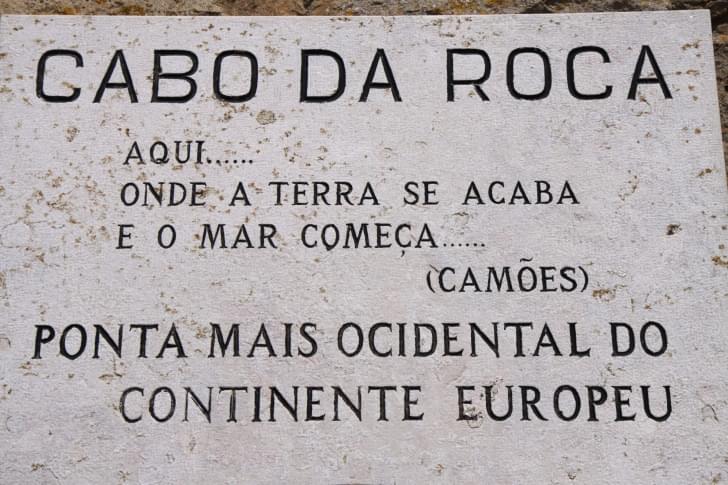 CABO DA ROCA
AQUI......
ONDE A TERRA SE ACABA
E O MAR COMEÇA......
(CAMÕES)
PONTA MAIS OCIDENTAL DO
CONTINENTE EUROPEU